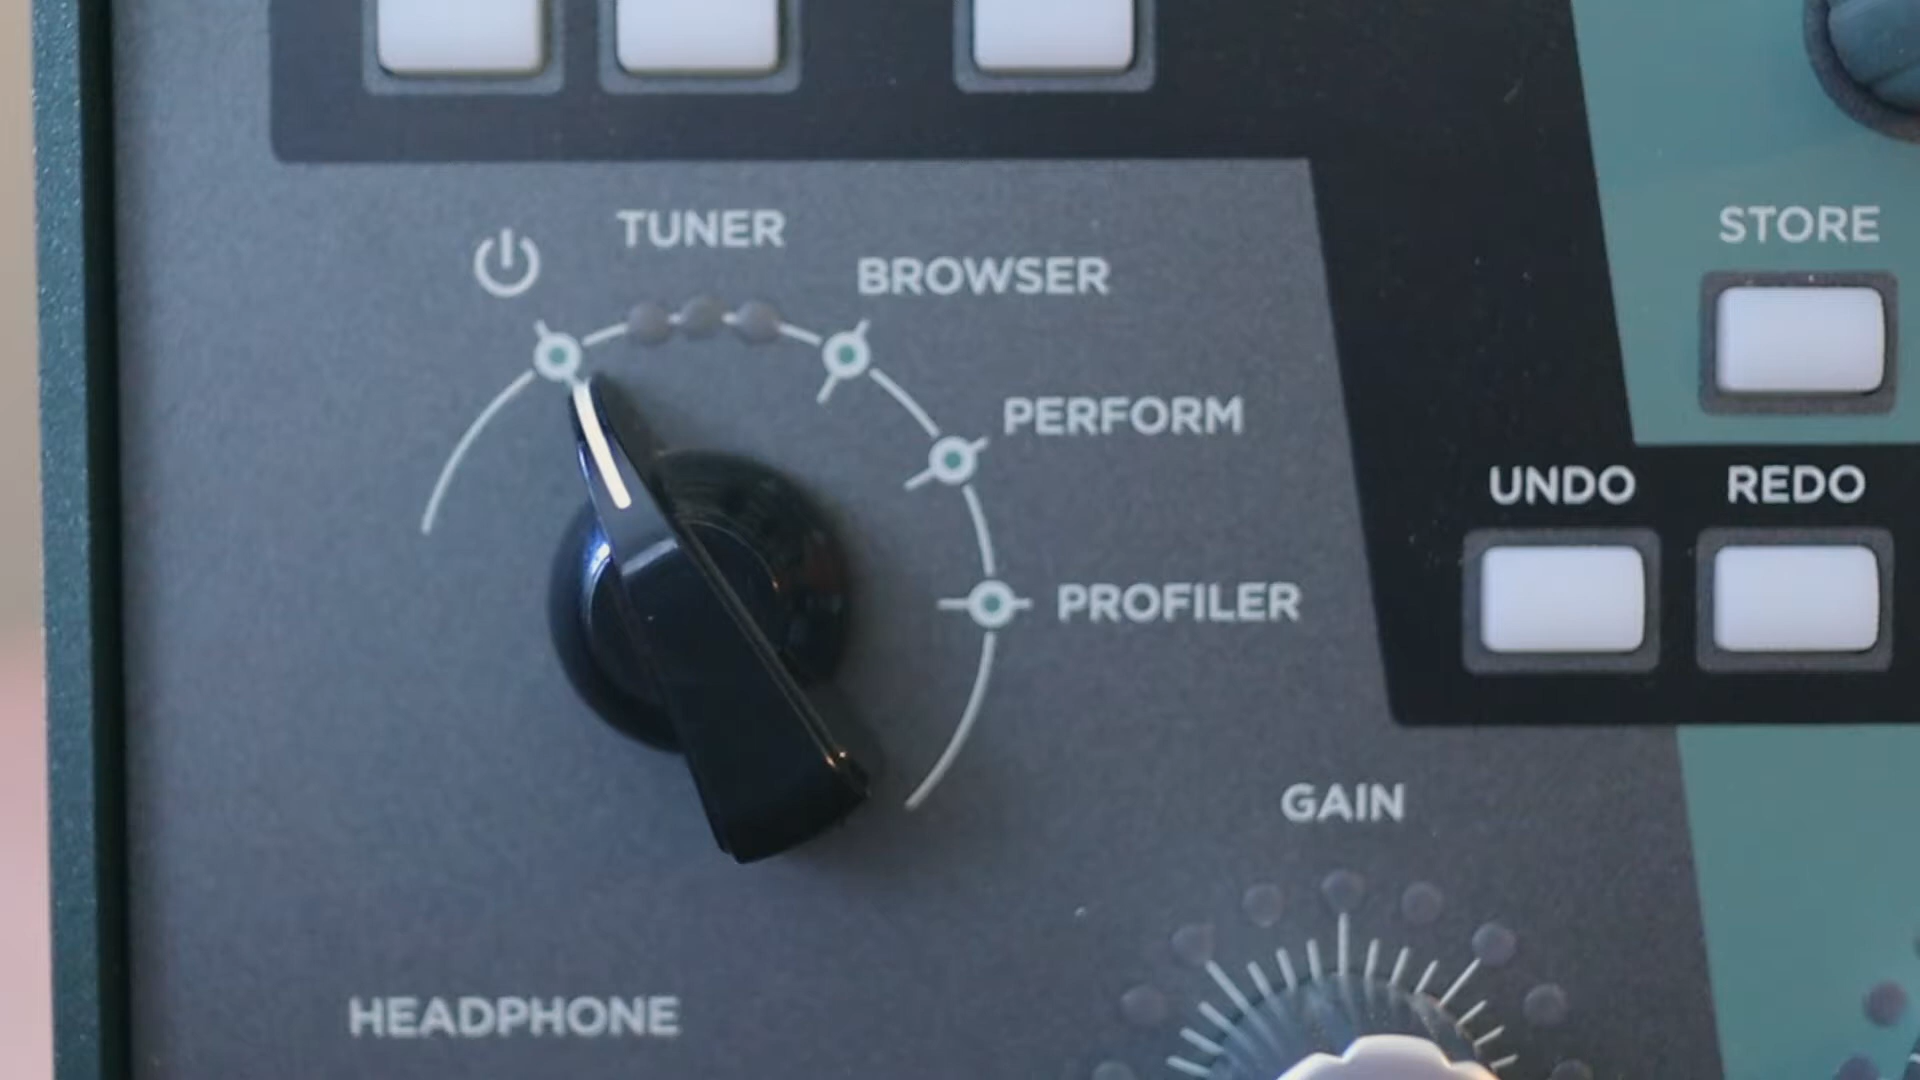 TUNER
BROWSER
STORE
PERFORM
UNDO
REDO
PROFILER
GAIN
HEADPHONE